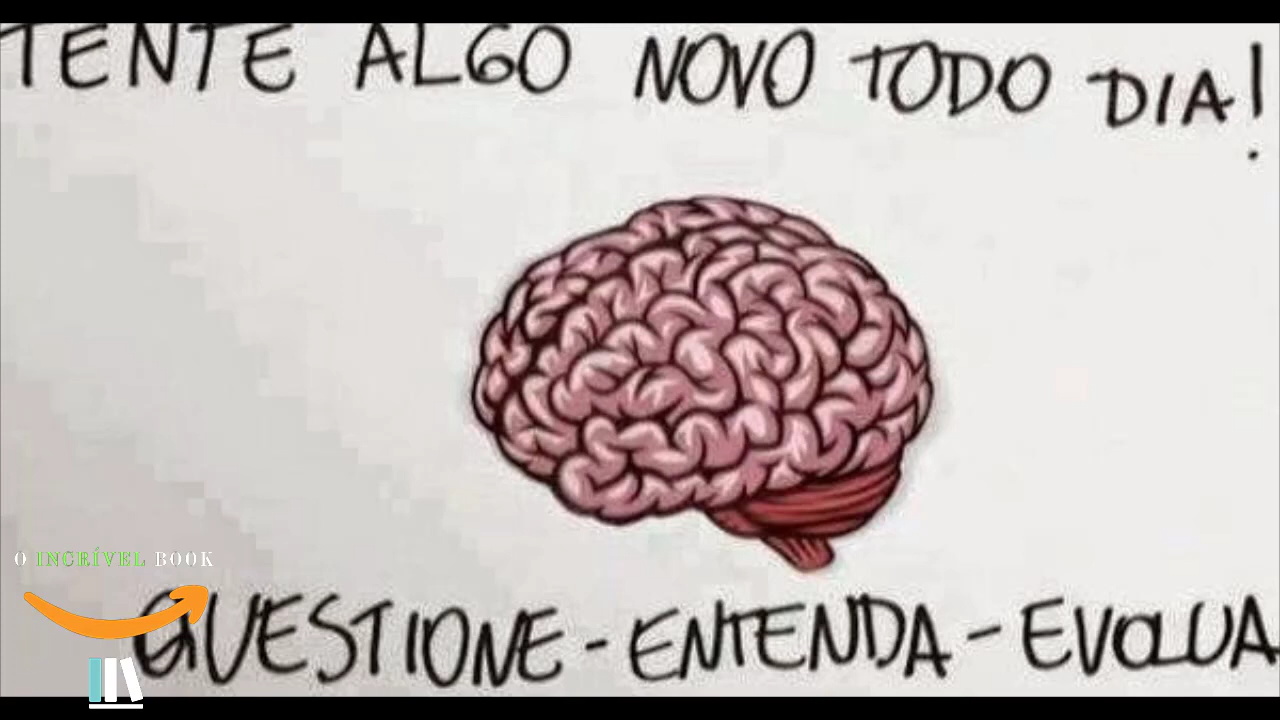 TENTE ALGO NOVO TODO DIA!
O INCRÍVEL BOOK
QUESTIONE - ENTENDA - EVOLUA